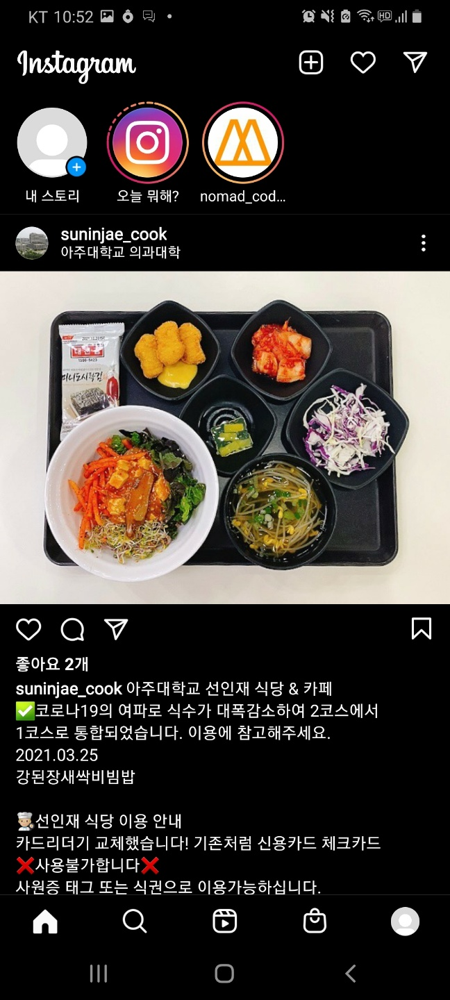 KT 10:52
HD
Instagram
내 스토리
오늘 뭐해?
nomad_cod...
suninjae_cook
아주대학교 의과대학
대천김
1588-9423
미니도시락김
좋아요 2개
suninjae_cook 아주대학교 선인재 식당 & 카페
✅코로나19의 여파로 식수가 대폭감소하여 2코스에서
1코스로 통합되었습니다. 이용에 참고해주세요.
2021.03.25
강된장새싹비빔밥
👨🏼‍🍳선인재 식당 이용 안내
카드리더기 교체했습니다! 기존처럼 신용카드 체크카드
❌사용불가합니다❌
사원증 태그 또는 식권으로 이용가능하십니다.